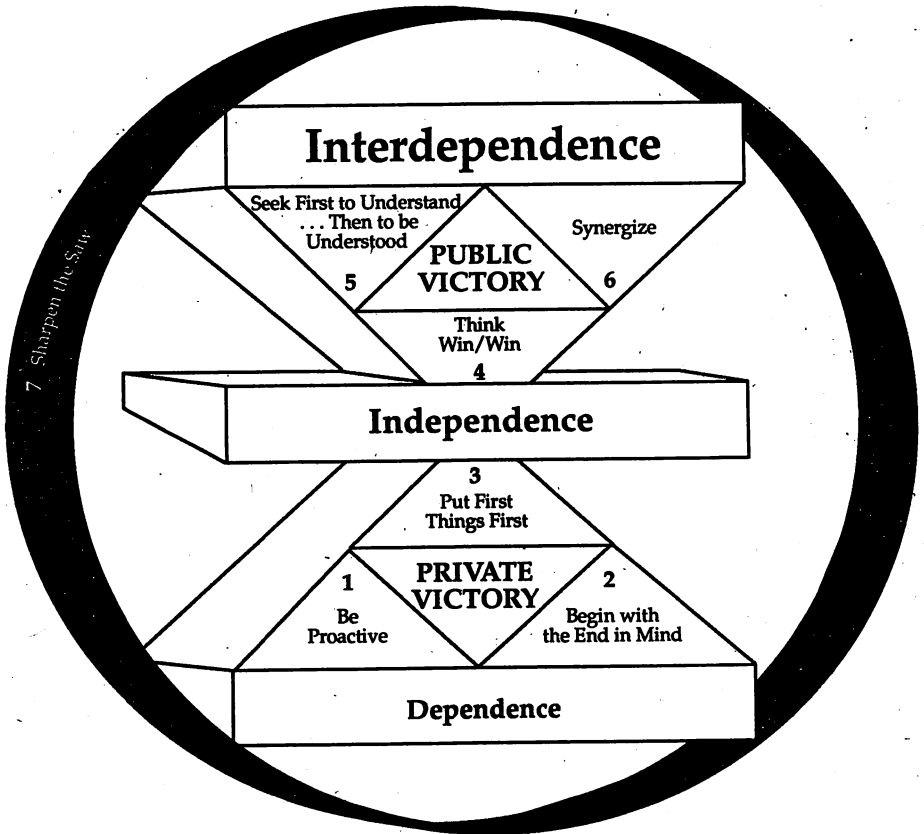 Interdependence
Seek First to Understand
... Then to be
Understood
5
PUBLIC
VICTORY
Synergize
6
Think
Win/Win
4
7 Sharpen the Saw
Independence
3
Put First
Things First
1
Be
Proactive
PRIVATE
VICTORY
2
Begin with
the End in Mind
Dependence